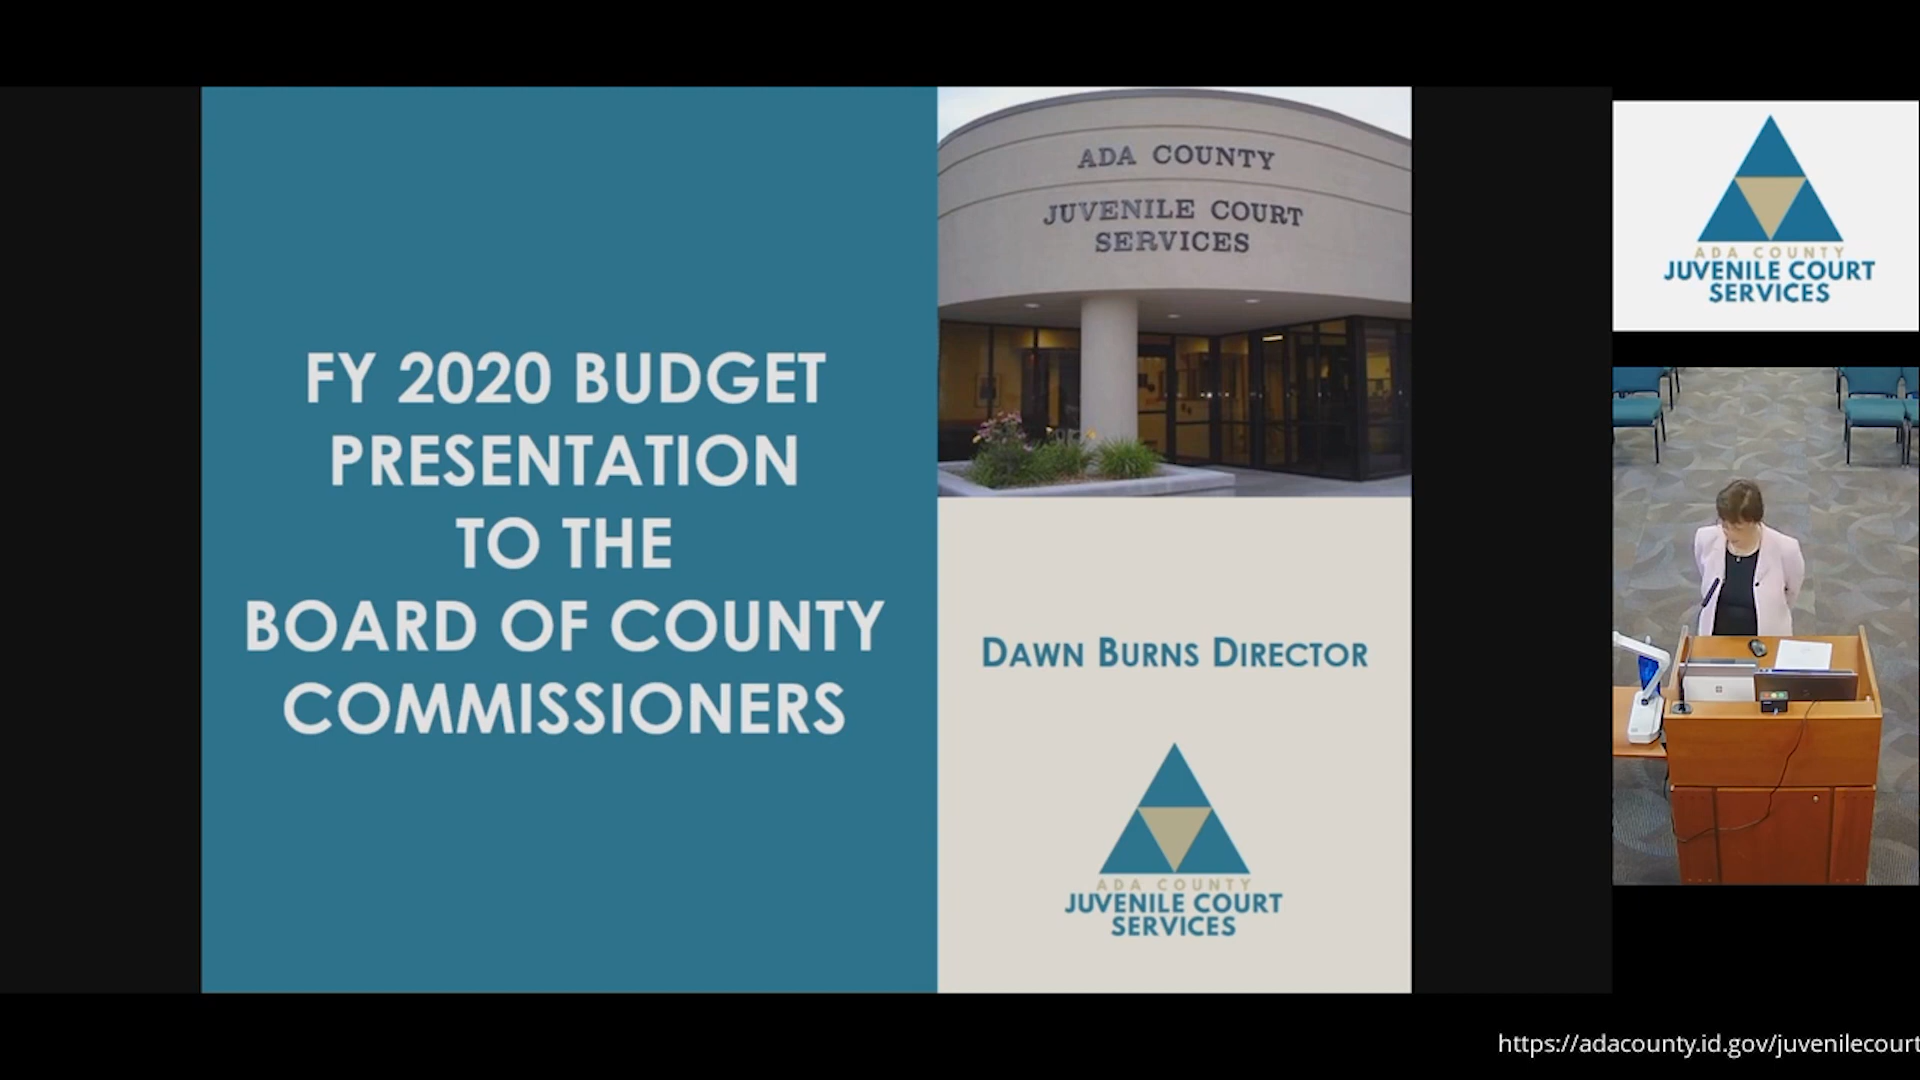 FY 2020 BUDGET
PRESENTATION
TO THE
BOARD OF COUNTY
COMMISSIONERS
ADA COUNTY
JUVENILE COURT
SERVICES
DAWN BURNS DIRECTOR
ADA COUNTY
JUVENILE COURT
SERVICES
ADA COUNTY
JUVENILE COURT
SERVICES
https://adacounty.id.gov/juvenilecourt